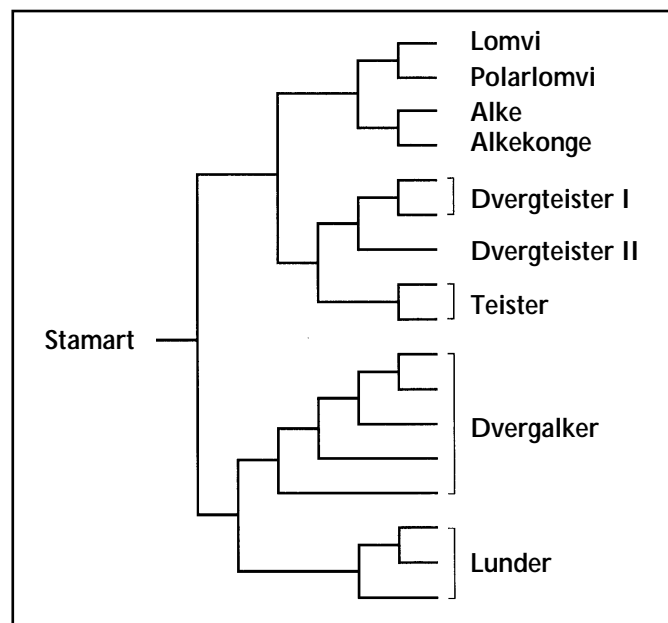 Lomvi
Polarlomvi
Alke
Alkekonge
Dvergteister I
Dvergteister II
Teister
Stamart
Dvergalker
Lunder